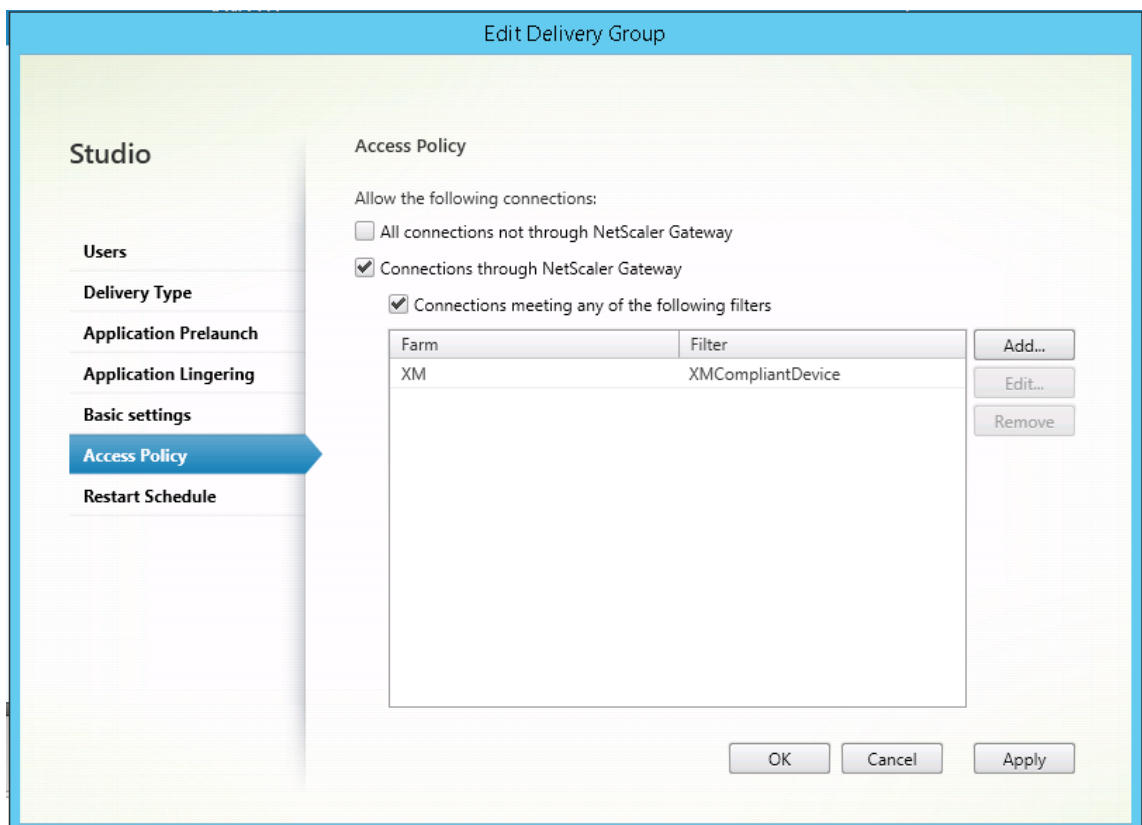 Edit Delivery Group
Studio
Users
Delivery Type
Application Prelaunch
Application Lingering
Basic settings
Access Policy
Restart Schedule
Access Policy
Allow the following connections:
All connections not through NetScaler Gateway
Connections through NetScaler Gateway
Connections meeting any of the following filters
Farm Filter
XM XMCompliantDevice
Add...
Edit...
Remove
OK Cancel Apply